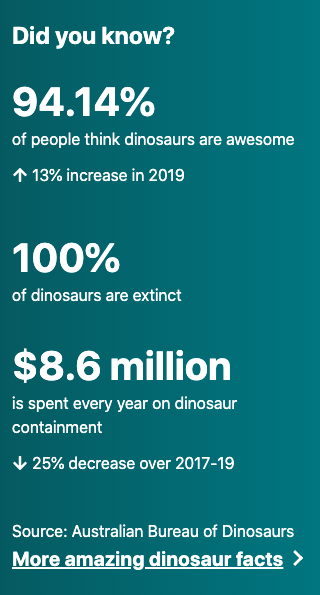 Did you know?
94.14%
of people think dinosaurs are awesome
↑ 13% increase in 2019
100%
of dinosaurs are extinct
$8.6 million
is spent every year on dinosaur
containment
↓ 25% decrease over 2017-19
Source: Australian Bureau of Dinosaurs
More amazing dinosaur facts >